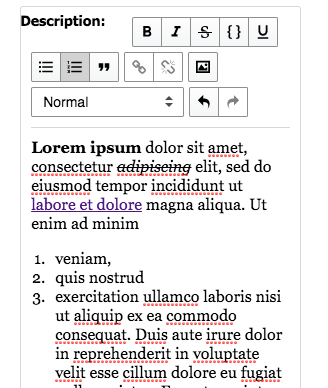 Description:
B I S { } U
Normal
Lorem ipsum dolor sit amet,
consectetur adipiscing elit, sed do
eiusmod tempor incididunt ut
labore et dolore magna aliqua. Ut
enim ad minim
1. veniam,
2. quis nostrud
3. exercitation ullamco laboris nisi
ut aliquip ex ea commodo
consequat. Duis aute irure dolor
in reprehenderit in voluptate
velit esse cillum dolore eu fugiat